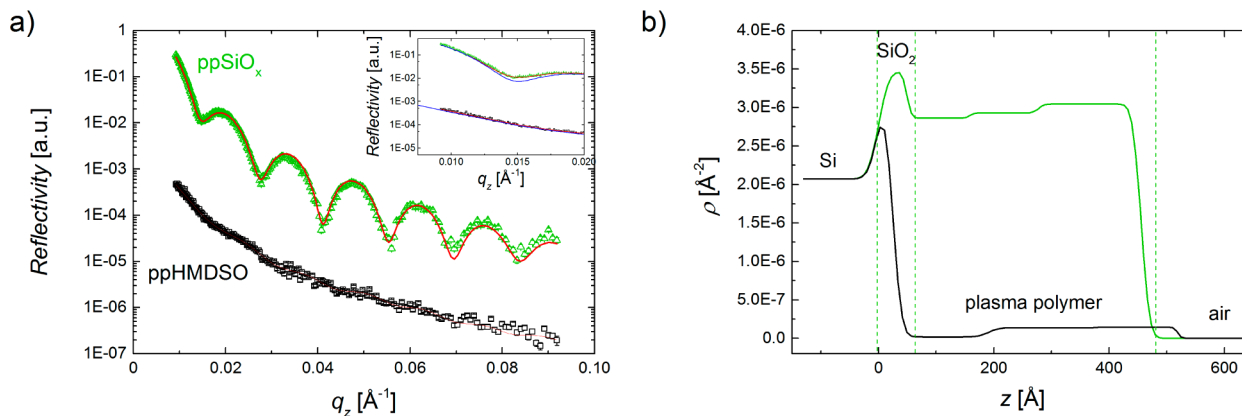 a)
1
1E-01
1E-02
1E-03
1E-04
1E-05
1E-06
1E-07
Reflectivity [a.u.]
0.00 0.02 0.04 0.06 0.08 0.10
q_z [Å⁻¹]
ppSiOₓ
ppHMDSO
1E-01
1E-02
1E-03
1E-04
1E-05
Reflectivity [a.u.]
0.010 0.015 0.020
q_z [Å⁻¹]
b)
4.0E-6
3.5E-6
3.0E-6
2.5E-6
2.0E-6
1.5E-6
1.0E-6
5.0E-7
0.0
ρ [Å⁻²]
SiO₂
Si
plasma polymer
air
0 200 400 600
z [Å]